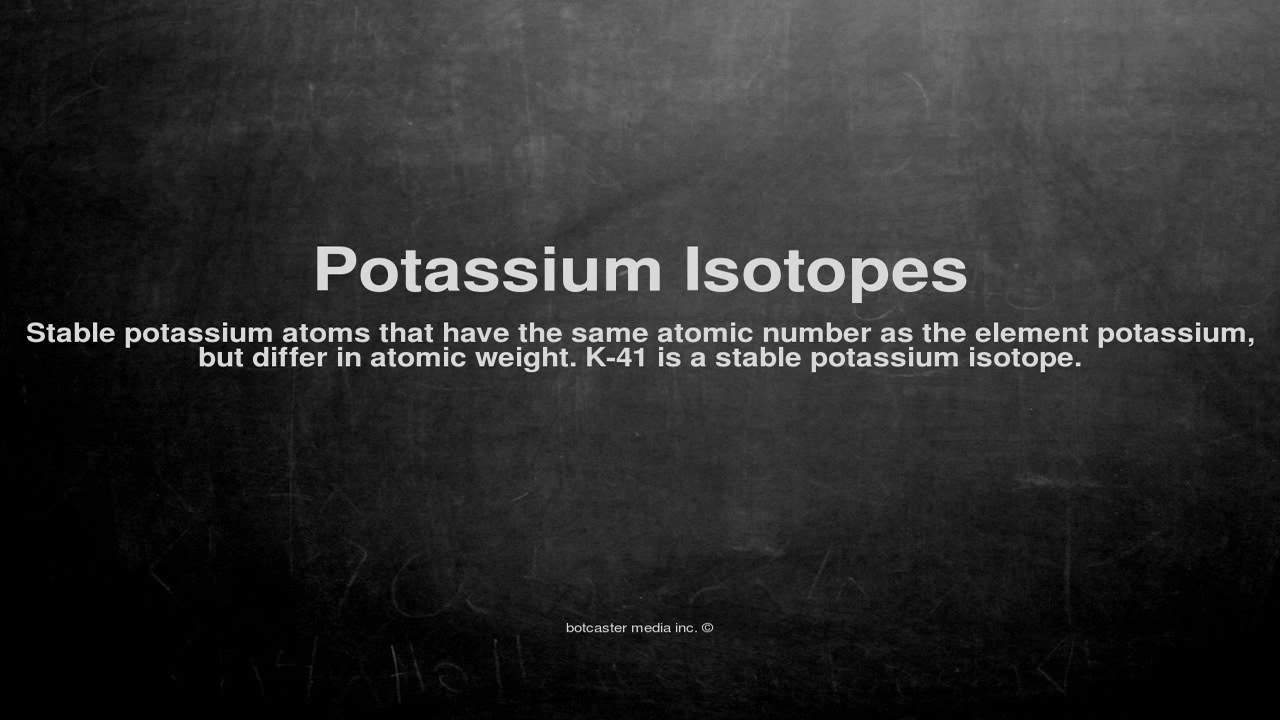 Potassium Isotopes
Stable potassium atoms that have the same atomic number as the element potassium,
but differ in atomic weight. K-41 is a stable potassium isotope.
botcaster media inc. ©